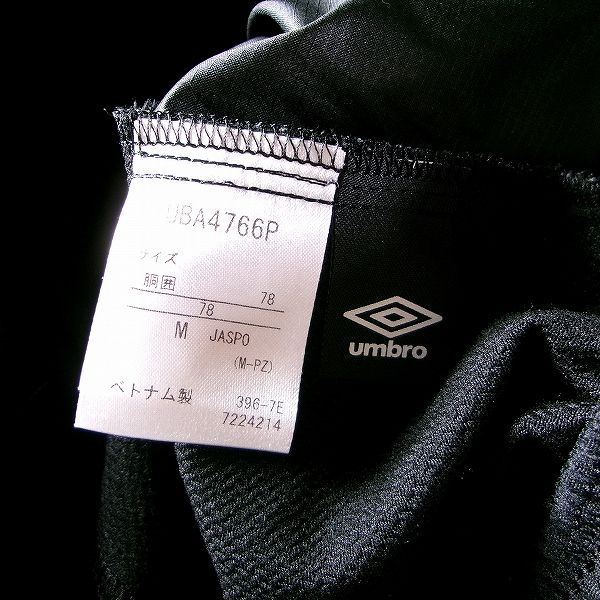 UBA4766P
サイズ
胴囲 78
78
M JASPO
(M-PZ)
ベトナム製 396-7E
7224214
umbro